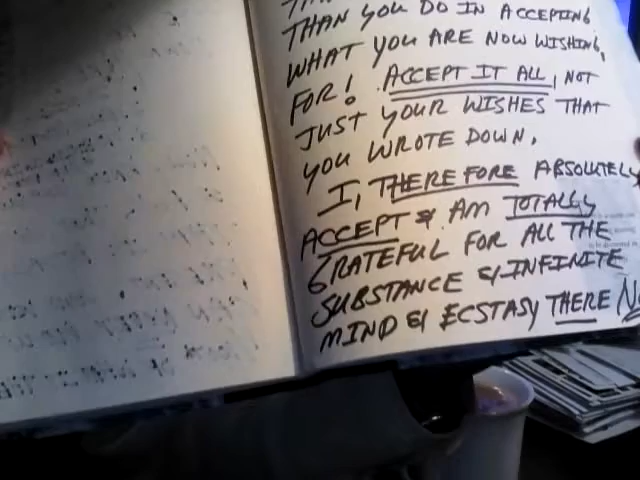 THAN YOU DO IN ACCEPTING
WHAT YOU ARE NOW WISHING,
FOR! ACCEPT IT ALL, NOT
JUST YOUR WISHES THAT
YOU WROTE DOWN.
I, THEREFORE ABSOLUTELY
ACCEPT & AM TOTALLY
GRATEFUL FOR ALL THE
SUBSTANCE & INFINITE
MIND & ECSTASY THERE